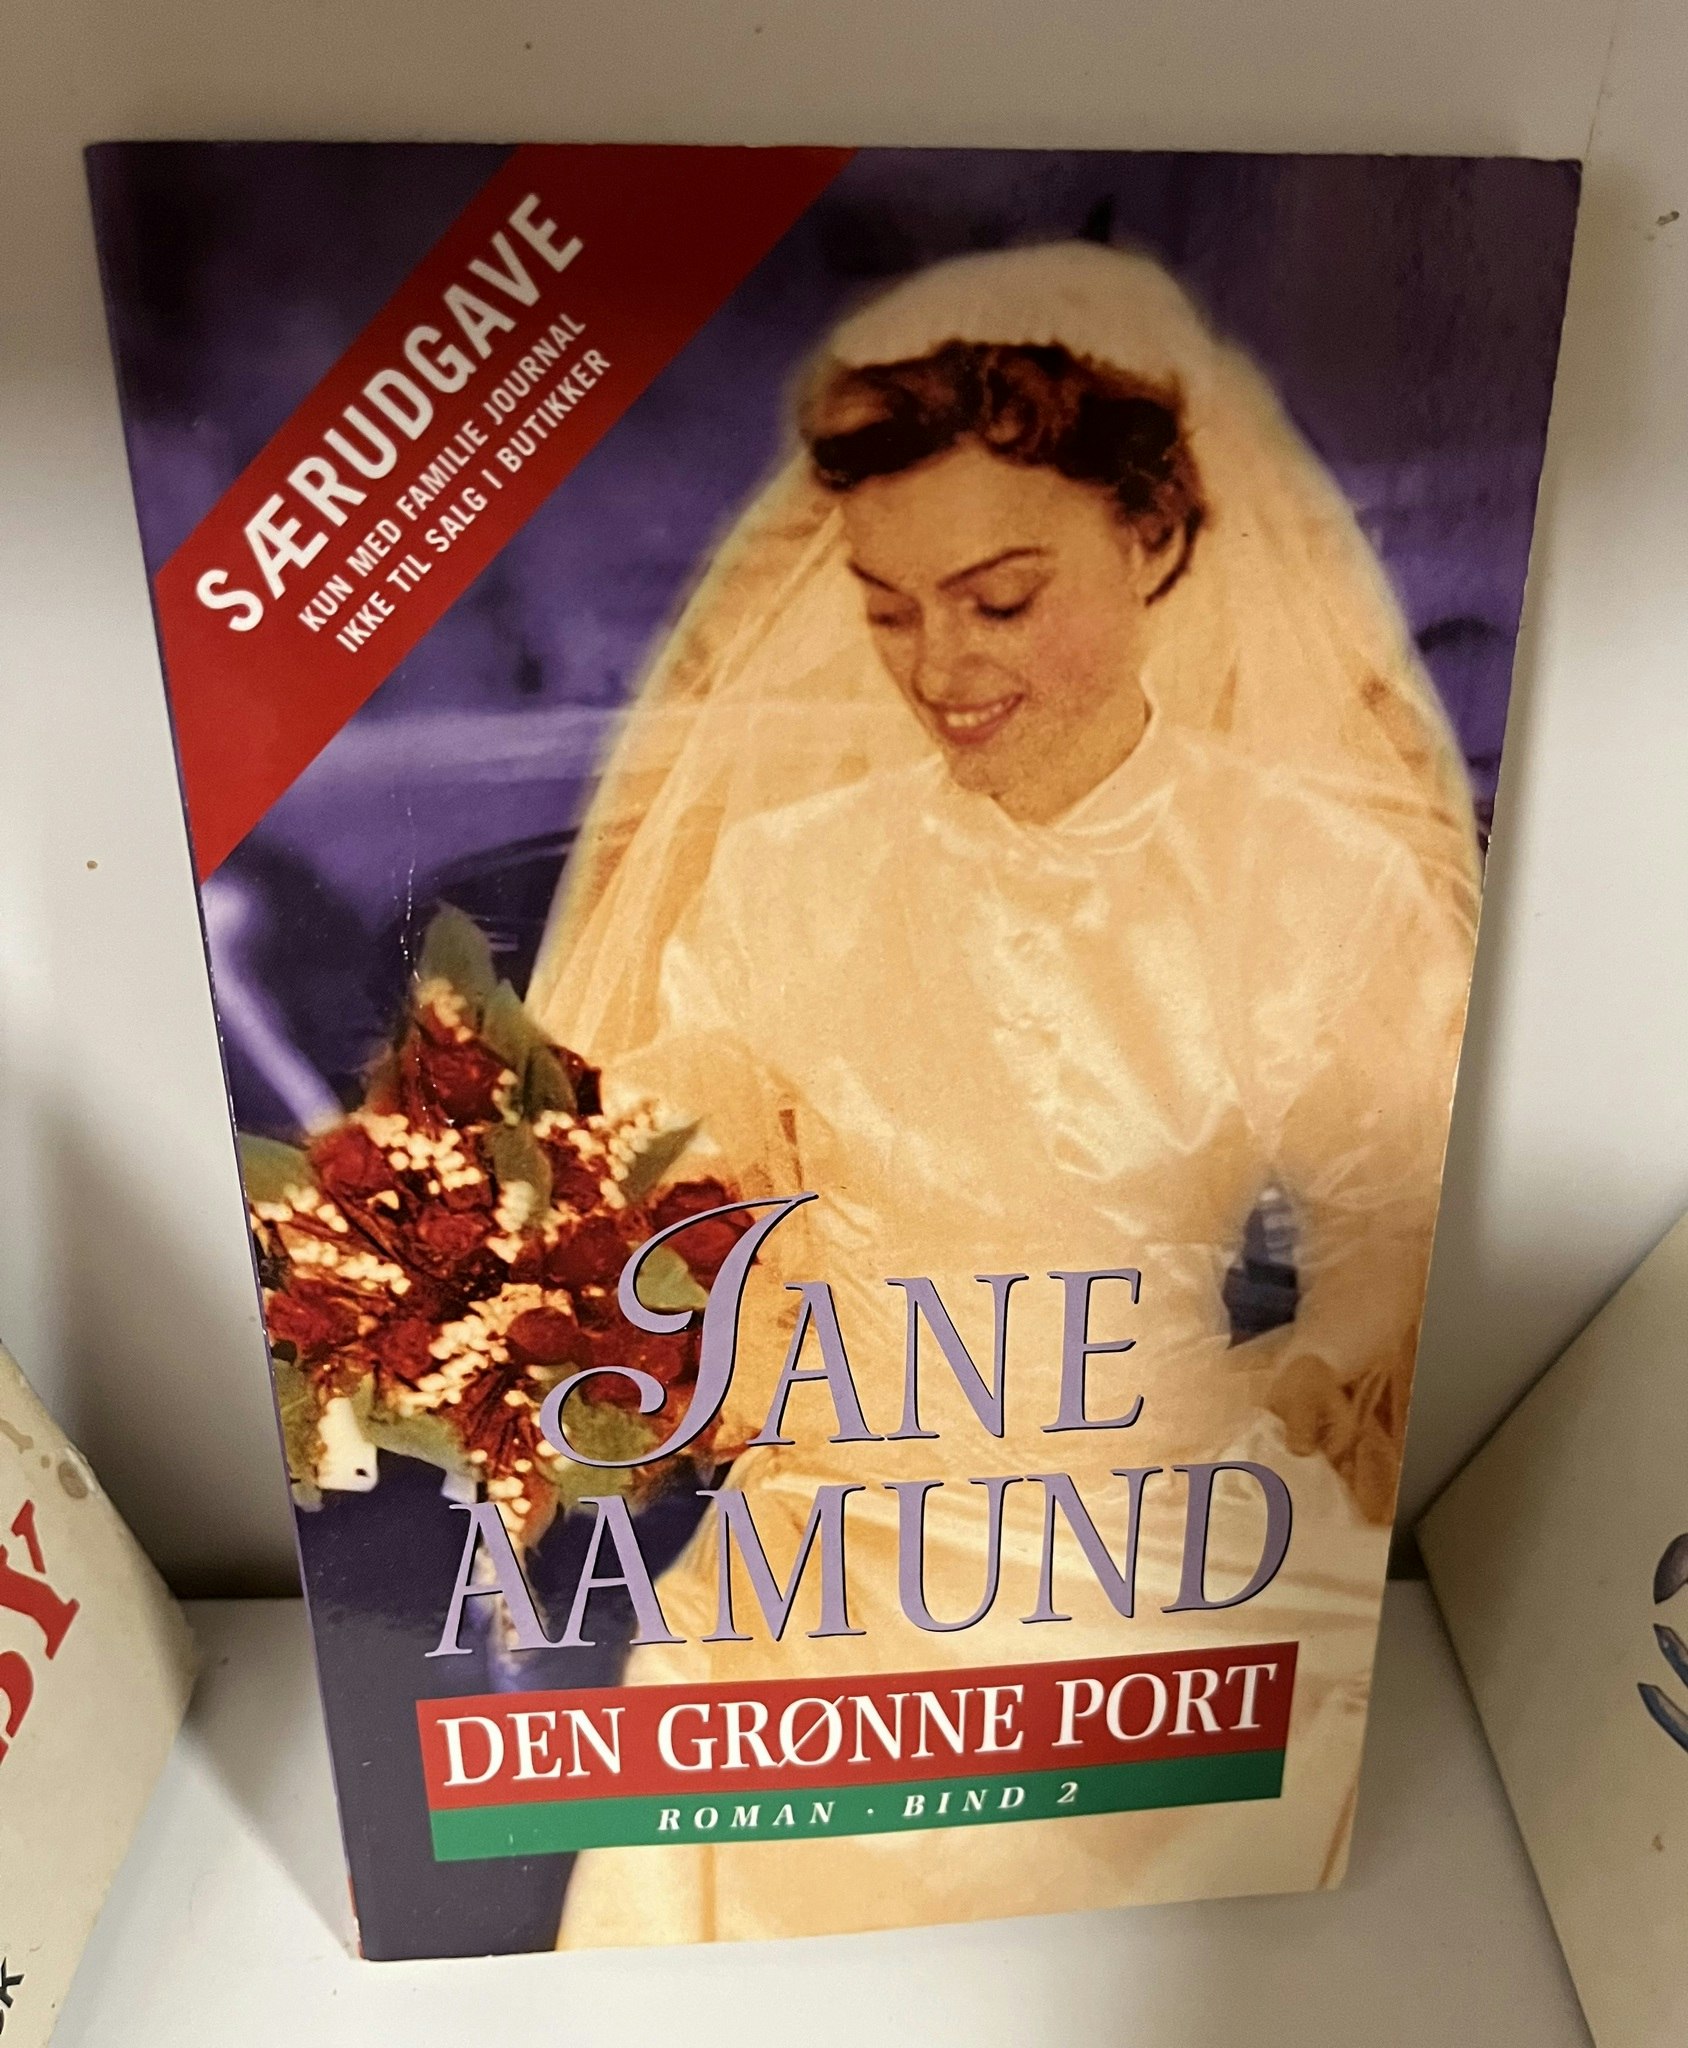 SÆRUDGAVE
KUN MED FAMILIE JOURNAL
IKKE TIL SALG I BUTIKKER
JANE
AAMUND
DEN GRØNNE PORT
ROMAN · BIND 2